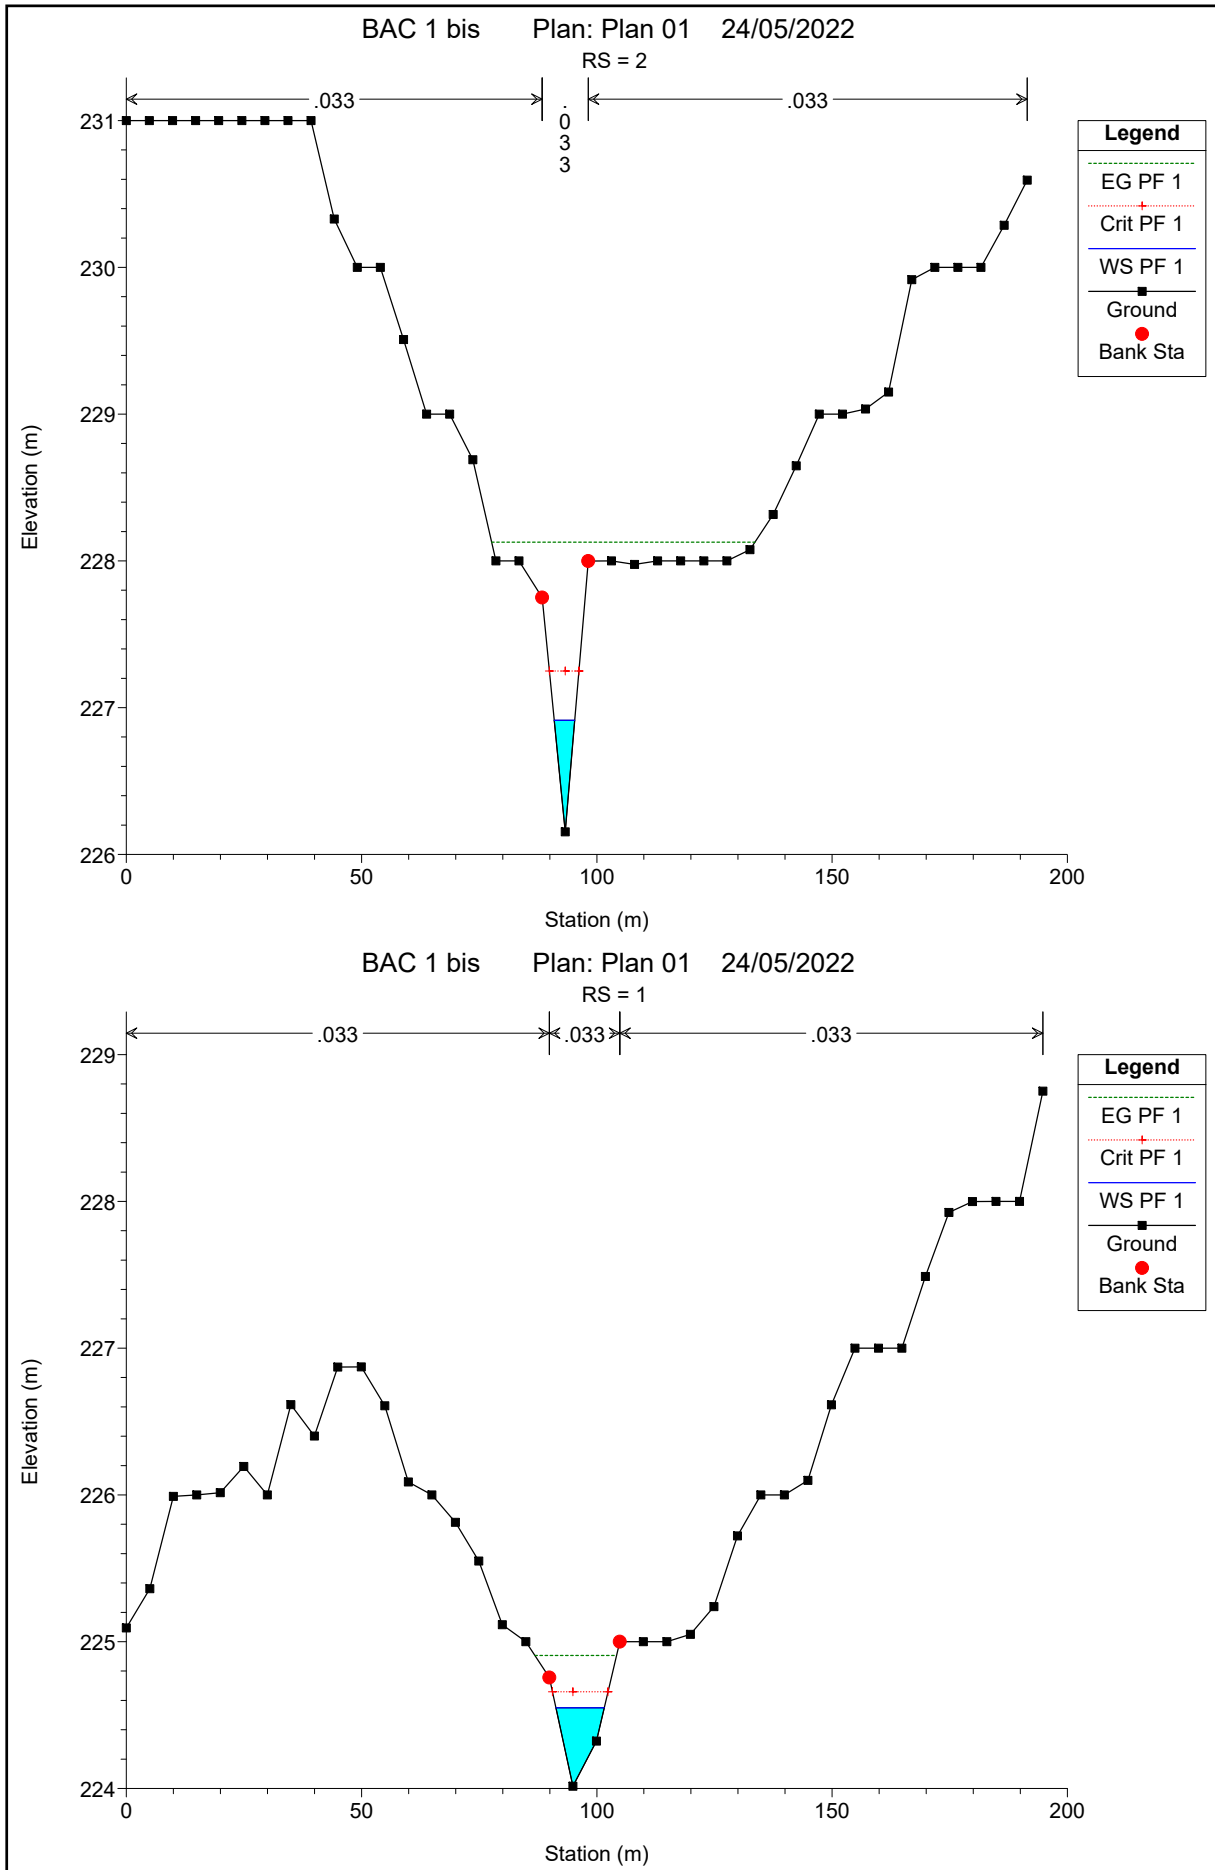 BAC 1 bis Plan: Plan 01 24/05/2022
RS = 2
.033
.033
.033
231
230
229
228
227
226
Elevation (m)
0
50
100
150
200
Station (m)
Legend
EG PF 1
Crit PF 1
WS PF 1
Ground
Bank Sta
BAC 1 bis Plan: Plan 01 24/05/2022
RS = 1
.033
.033
.033
229
228
227
226
225
224
Elevation (m)
0
50
100
150
200
Station (m)
Legend
EG PF 1
Crit PF 1
WS PF 1
Ground
Bank Sta